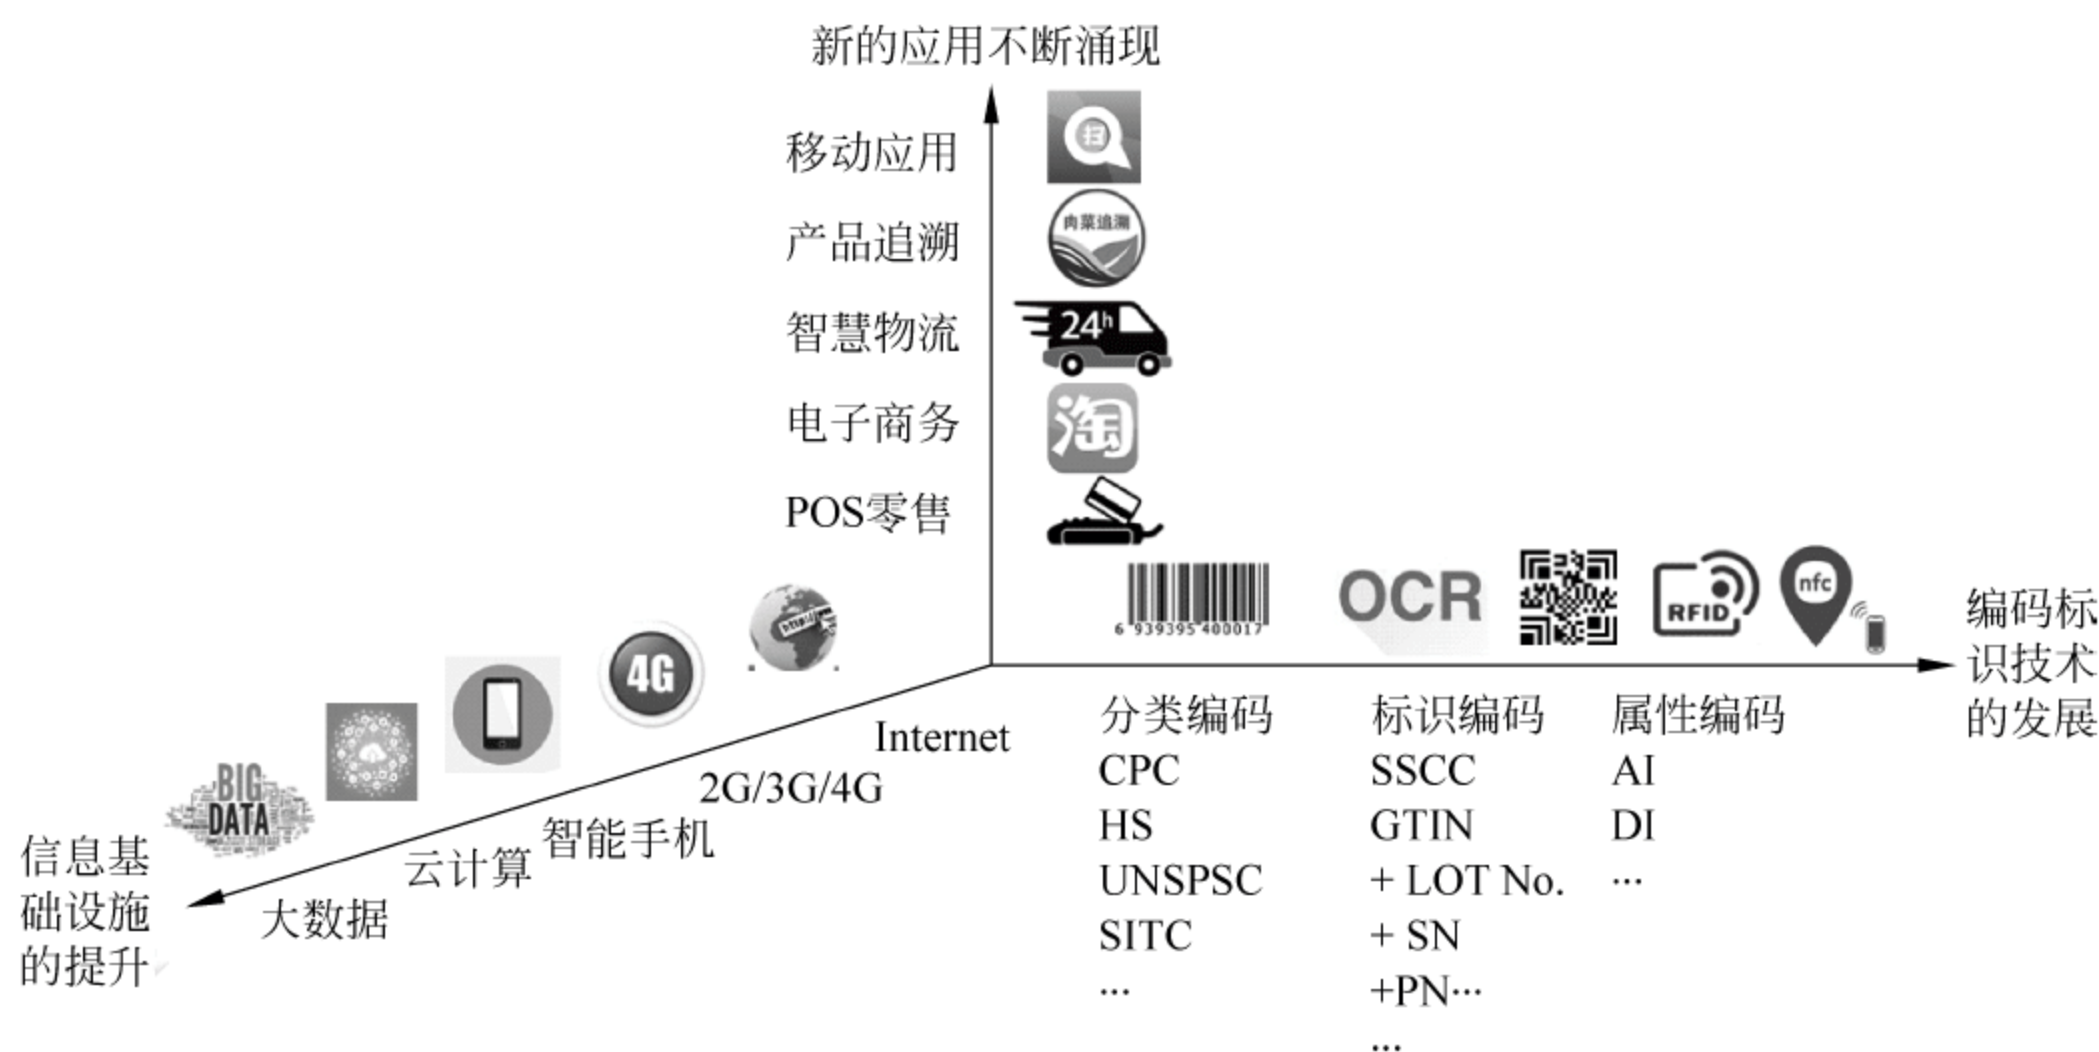 新的应用不断涌现
移动应用
扫
产品追溯
肉菜追溯
智慧物流
24h
电子商务
淘
POS零售
6 939395 400017
OCR
RFID
nfc
编码标
识技术
的发展
http://
4G
BIG
DATA
Internet
2G/3G/4G
智能手机
云计算
大数据
信息基
础设施
的提升
分类编码
CPC
HS
UNSPSC
SITC
...
标识编码
SSCC
GTIN
+ LOT No.
+ SN
+PN...
...
属性编码
AI
DI
...